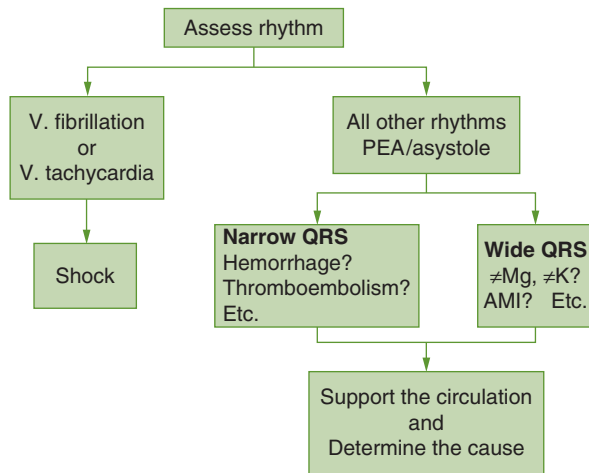 Assess rhythm
V. fibrillation
or
V. tachycardia
All other rhythms
PEA/asystole
Shock
Narrow QRS
Hemorrhage?
Thromboembolism?
Etc.
Wide QRS
≠Mg, ≠K?
AMI? Etc.
Support the circulation
and
Determine the cause